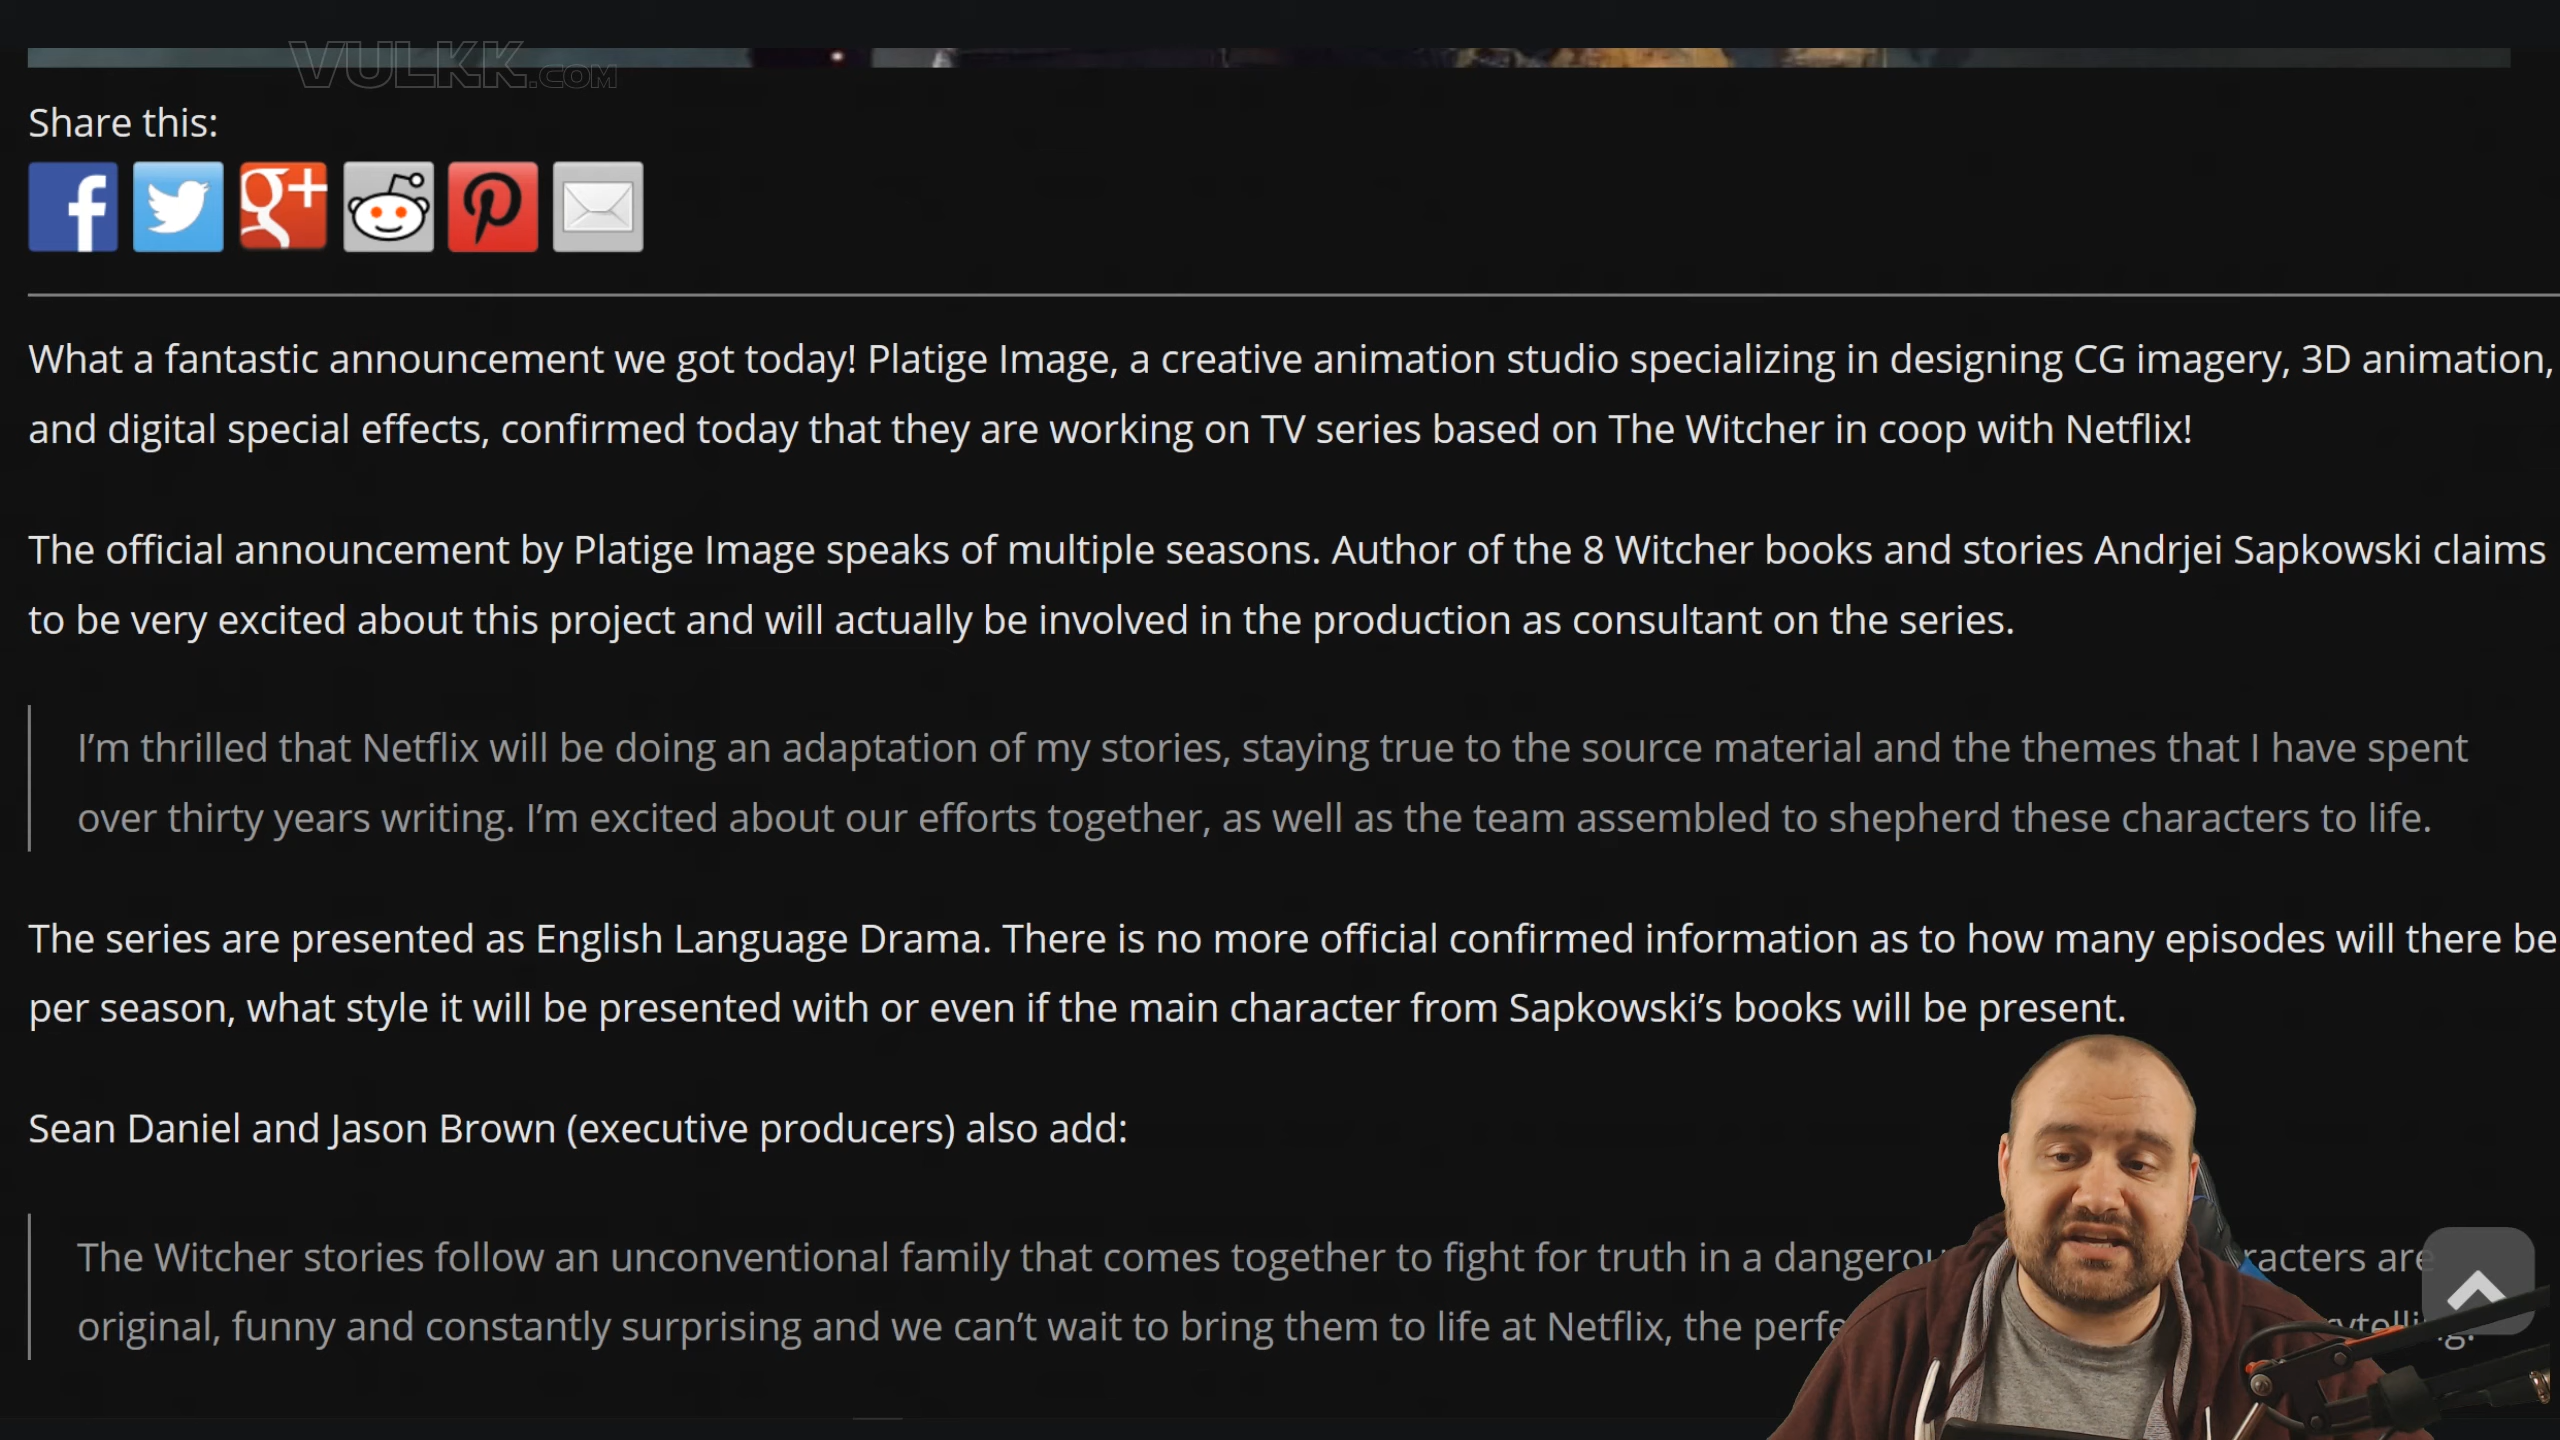 VULKK.COM
Share this:
What a fantastic announcement we got today! Platige Image, a creative animation studio specializing in designing CG imagery, 3D animation,
and digital special effects, confirmed today that they are working on TV series based on The Witcher in coop with Netflix!
The official announcement by Platige Image speaks of multiple seasons. Author of the 8 Witcher books and stories Andrjei Sapkowski claims
to be very excited about this project and will actually be involved in the production as consultant on the series.
I'm thrilled that Netflix will be doing an adaptation of my stories, staying true to the source material and the themes that I have spent
over thirty years writing. I'm excited about our efforts together, as well as the team assembled to shepherd these characters to life.
The series are presented as English Language Drama. There is no more official confirmed information as to how many episodes will there be
per season, what style it will be presented with or even if the main character from Sapkowski's books will be present.
Sean Daniel and Jason Brown (executive producers) also add:
The Witcher stories follow an unconventional family that comes together to fight for truth in a are
original, funny and constantly surprising and we can't wait to bring them to life at Netflix, the